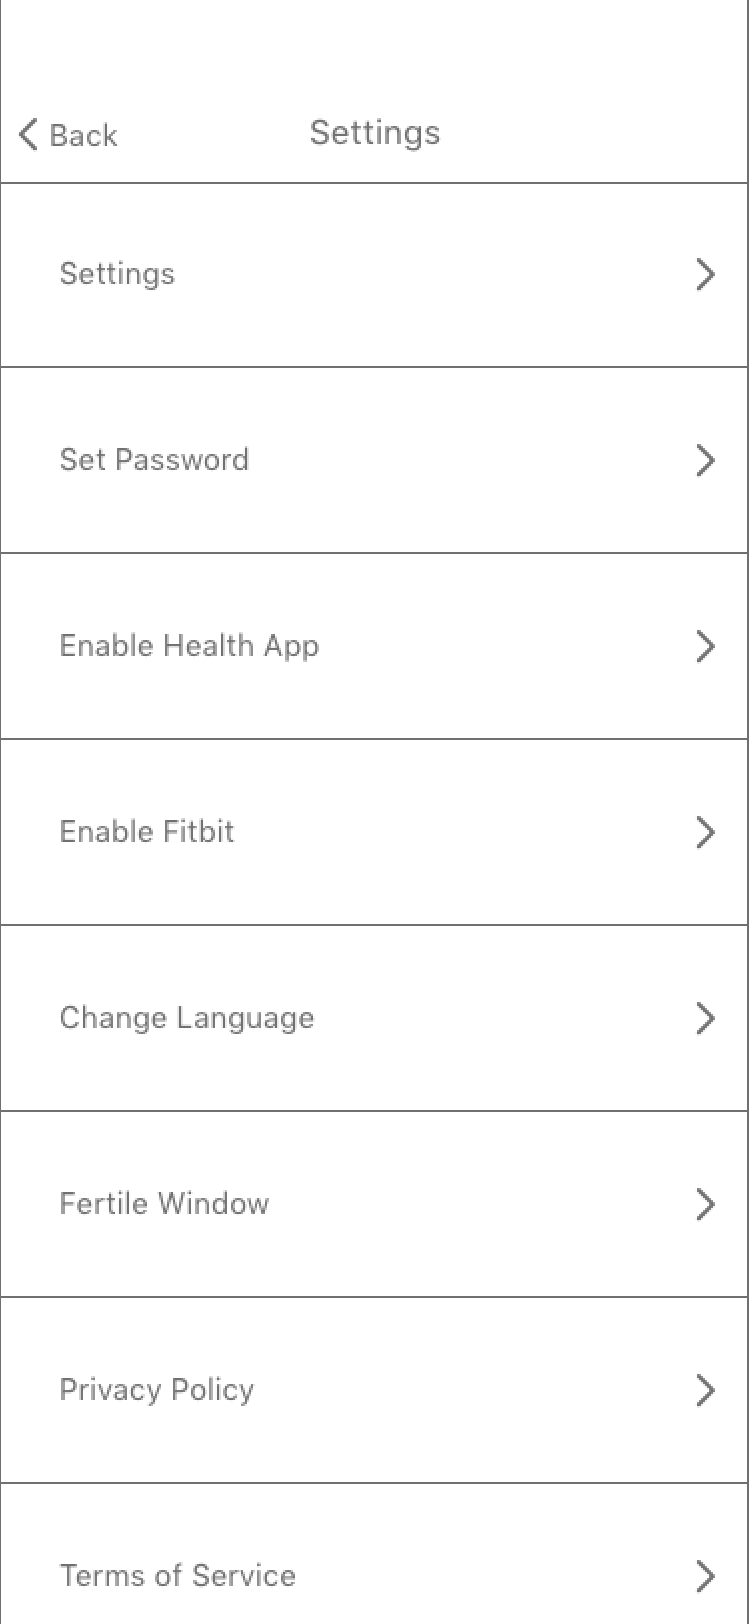 Back
Settings
Settings
Set Password
Enable Health App
Enable Fitbit
Change Language
Fertile Window
Privacy Policy
Terms of Service